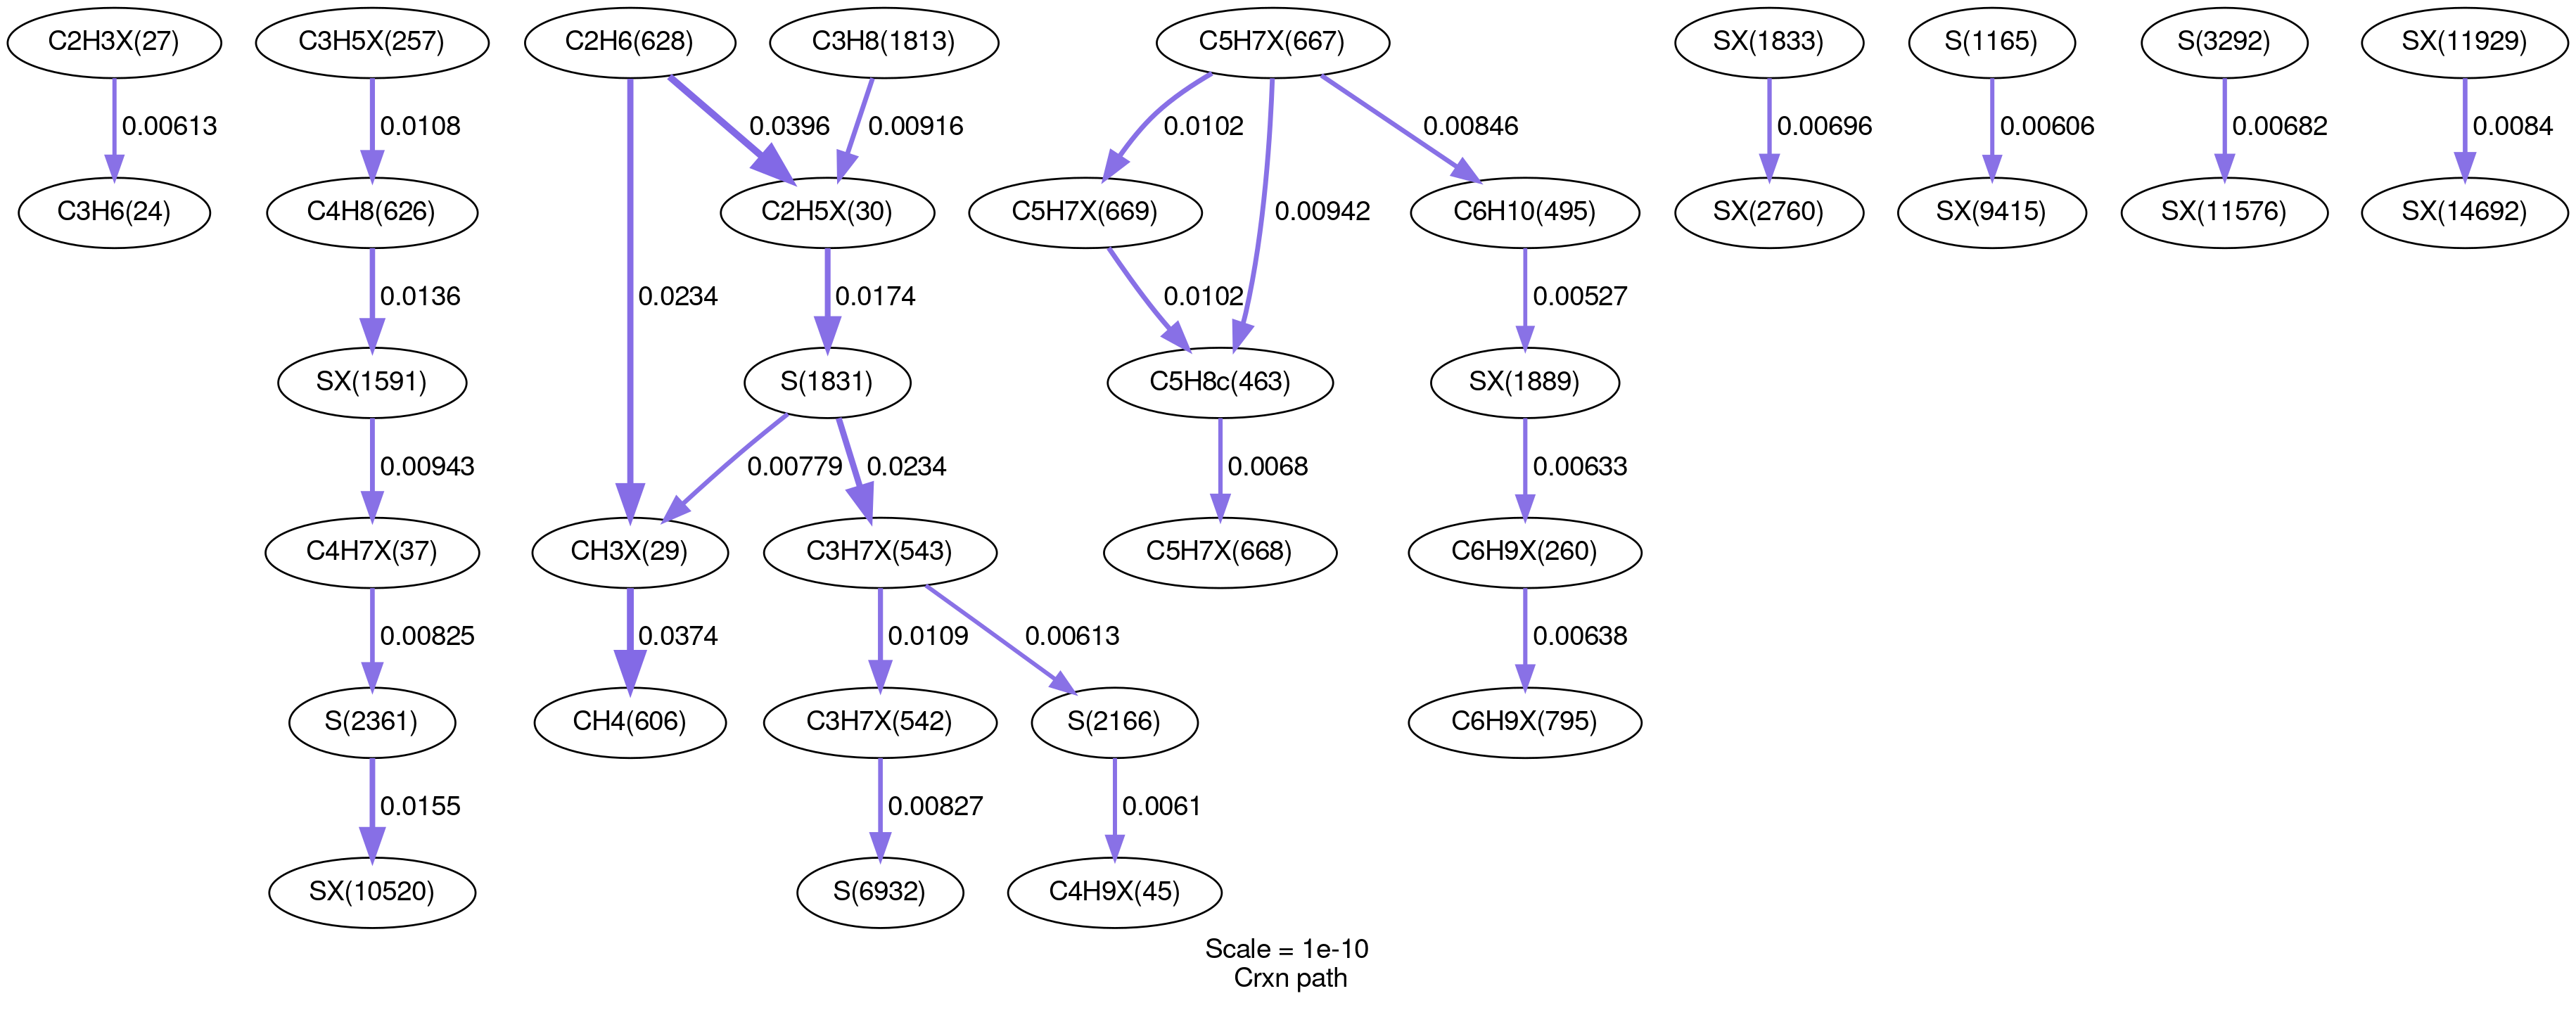 C2H3X(27)
C3H5X(257)
C2H6(628)
C3H8(1813)
C5H7X(667)
SX(1833)
S(1165)
S(3292)
SX(11929)
0.00613
0.0108
0.0396
0.00916
0.0102
0.00846
0.00696
0.00606
0.00682
0.0084
C3H6(24)
C4H8(626)
C2H5X(30)
C5H7X(669)
0.00942
C6H10(495)
SX(2760)
SX(9415)
SX(11576)
SX(14692)
0.0136
0.0234
0.0174
0.0102
0.00527
SX(1591)
S(1831)
C5H8c(463)
SX(1889)
0.00943
0.00779
0.0234
0.0068
0.00633
C4H7X(37)
CH3X(29)
C3H7X(543)
C5H7X(668)
C6H9X(260)
0.00825
0.0374
0.0109
0.00613
0.00638
S(2361)
CH4(606)
C3H7X(542)
S(2166)
C6H9X(795)
0.0155
0.00827
0.0061
SX(10520)
S(6932)
C4H9X(45)
Scale = 1e-10
Crxn path